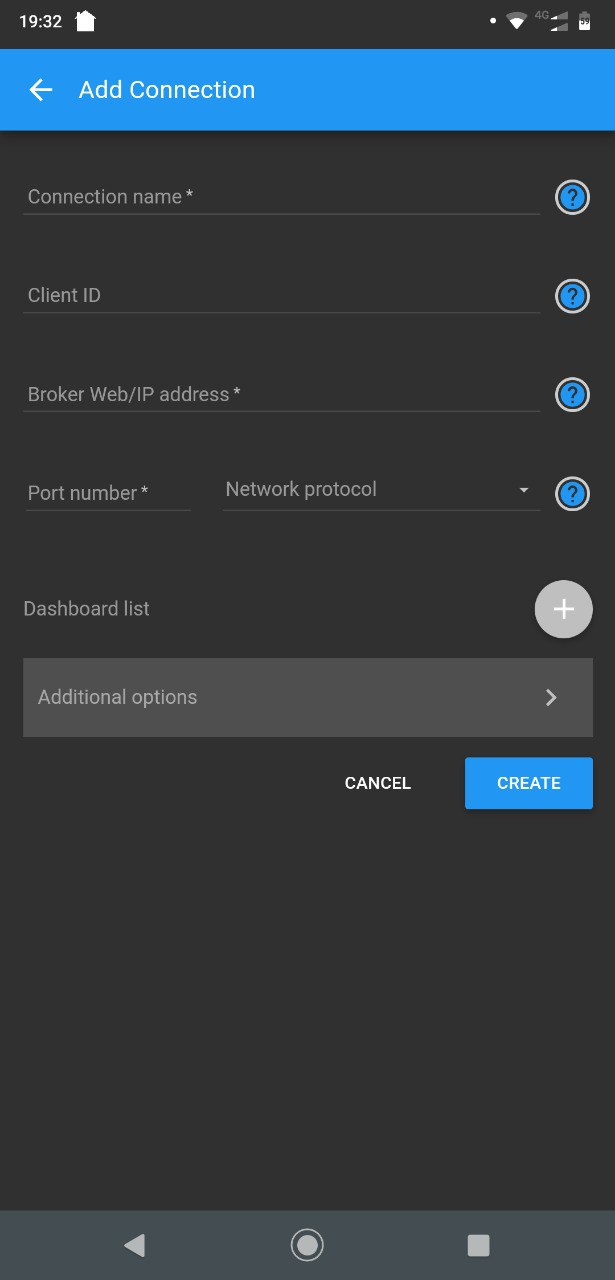 19:32
4G
59
Add Connection
Connection name *
?
Client ID
?
Broker Web/IP address *
?
Port number *
Network protocol
?
Dashboard list
Additional options
CANCEL
CREATE